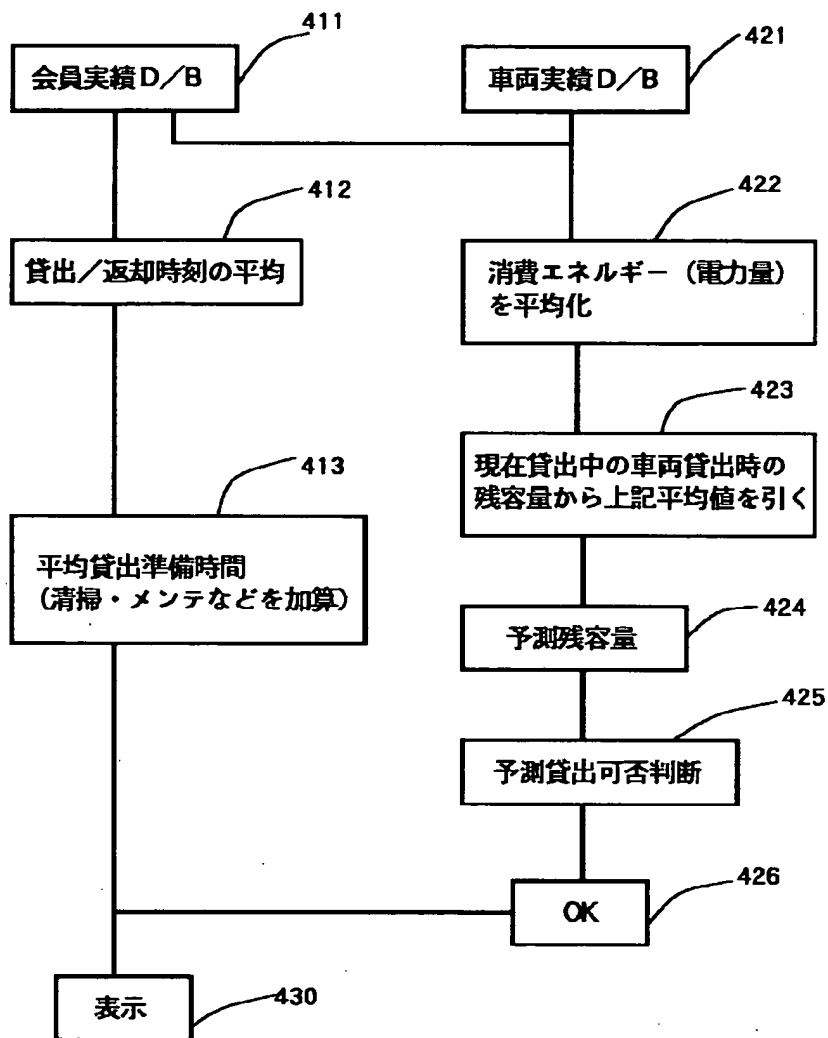 411
会員実績D／B
421
車両実績D／B
412
貸出／返却時刻の平均
422
消費エネルギー（電力量）
を平均化
423
現在貸出中の車両貸出時の
残容量から上記平均値を引く
413
平均貸出準備時間
（清掃・メンテなどを加算）
424
予測残容量
425
予測貸出可否判断
426
OK
430
表示